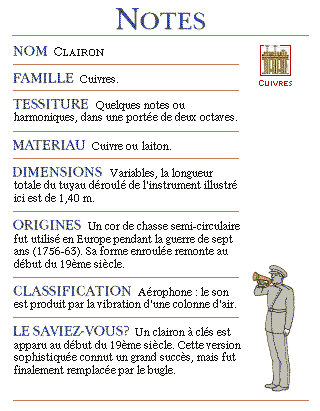 NOTES
NOM CLAIRON
CUIVRES
FAMILLE Cuivres.
TESSITURE Quelques notes ou
harmoniques, dans une portée de deux octaves.
MATERIAU Cuivre ou laiton.
DIMENSIONS Variables, la longueur
totale du tuyau déroulé de l'instrument illustré
ici est de 1,40 m.
ORIGINES Un cor de chasse semi-circulaire
fut utilisé en Europe pendant la guerre de sept
ans (1756-63). Sa forme enroulée remonte au
début du 19ème siècle.
CLASSIFICATION Aérophone : le son
est produit par la vibration d'une colonne d'air.
LE SAVIEZ-VOUS? Un clairon à clés est
apparu au début du 19ème siècle. Cette version
sophistiquée connut un grand succès, mais fut
finalement remplacée par le bugle.